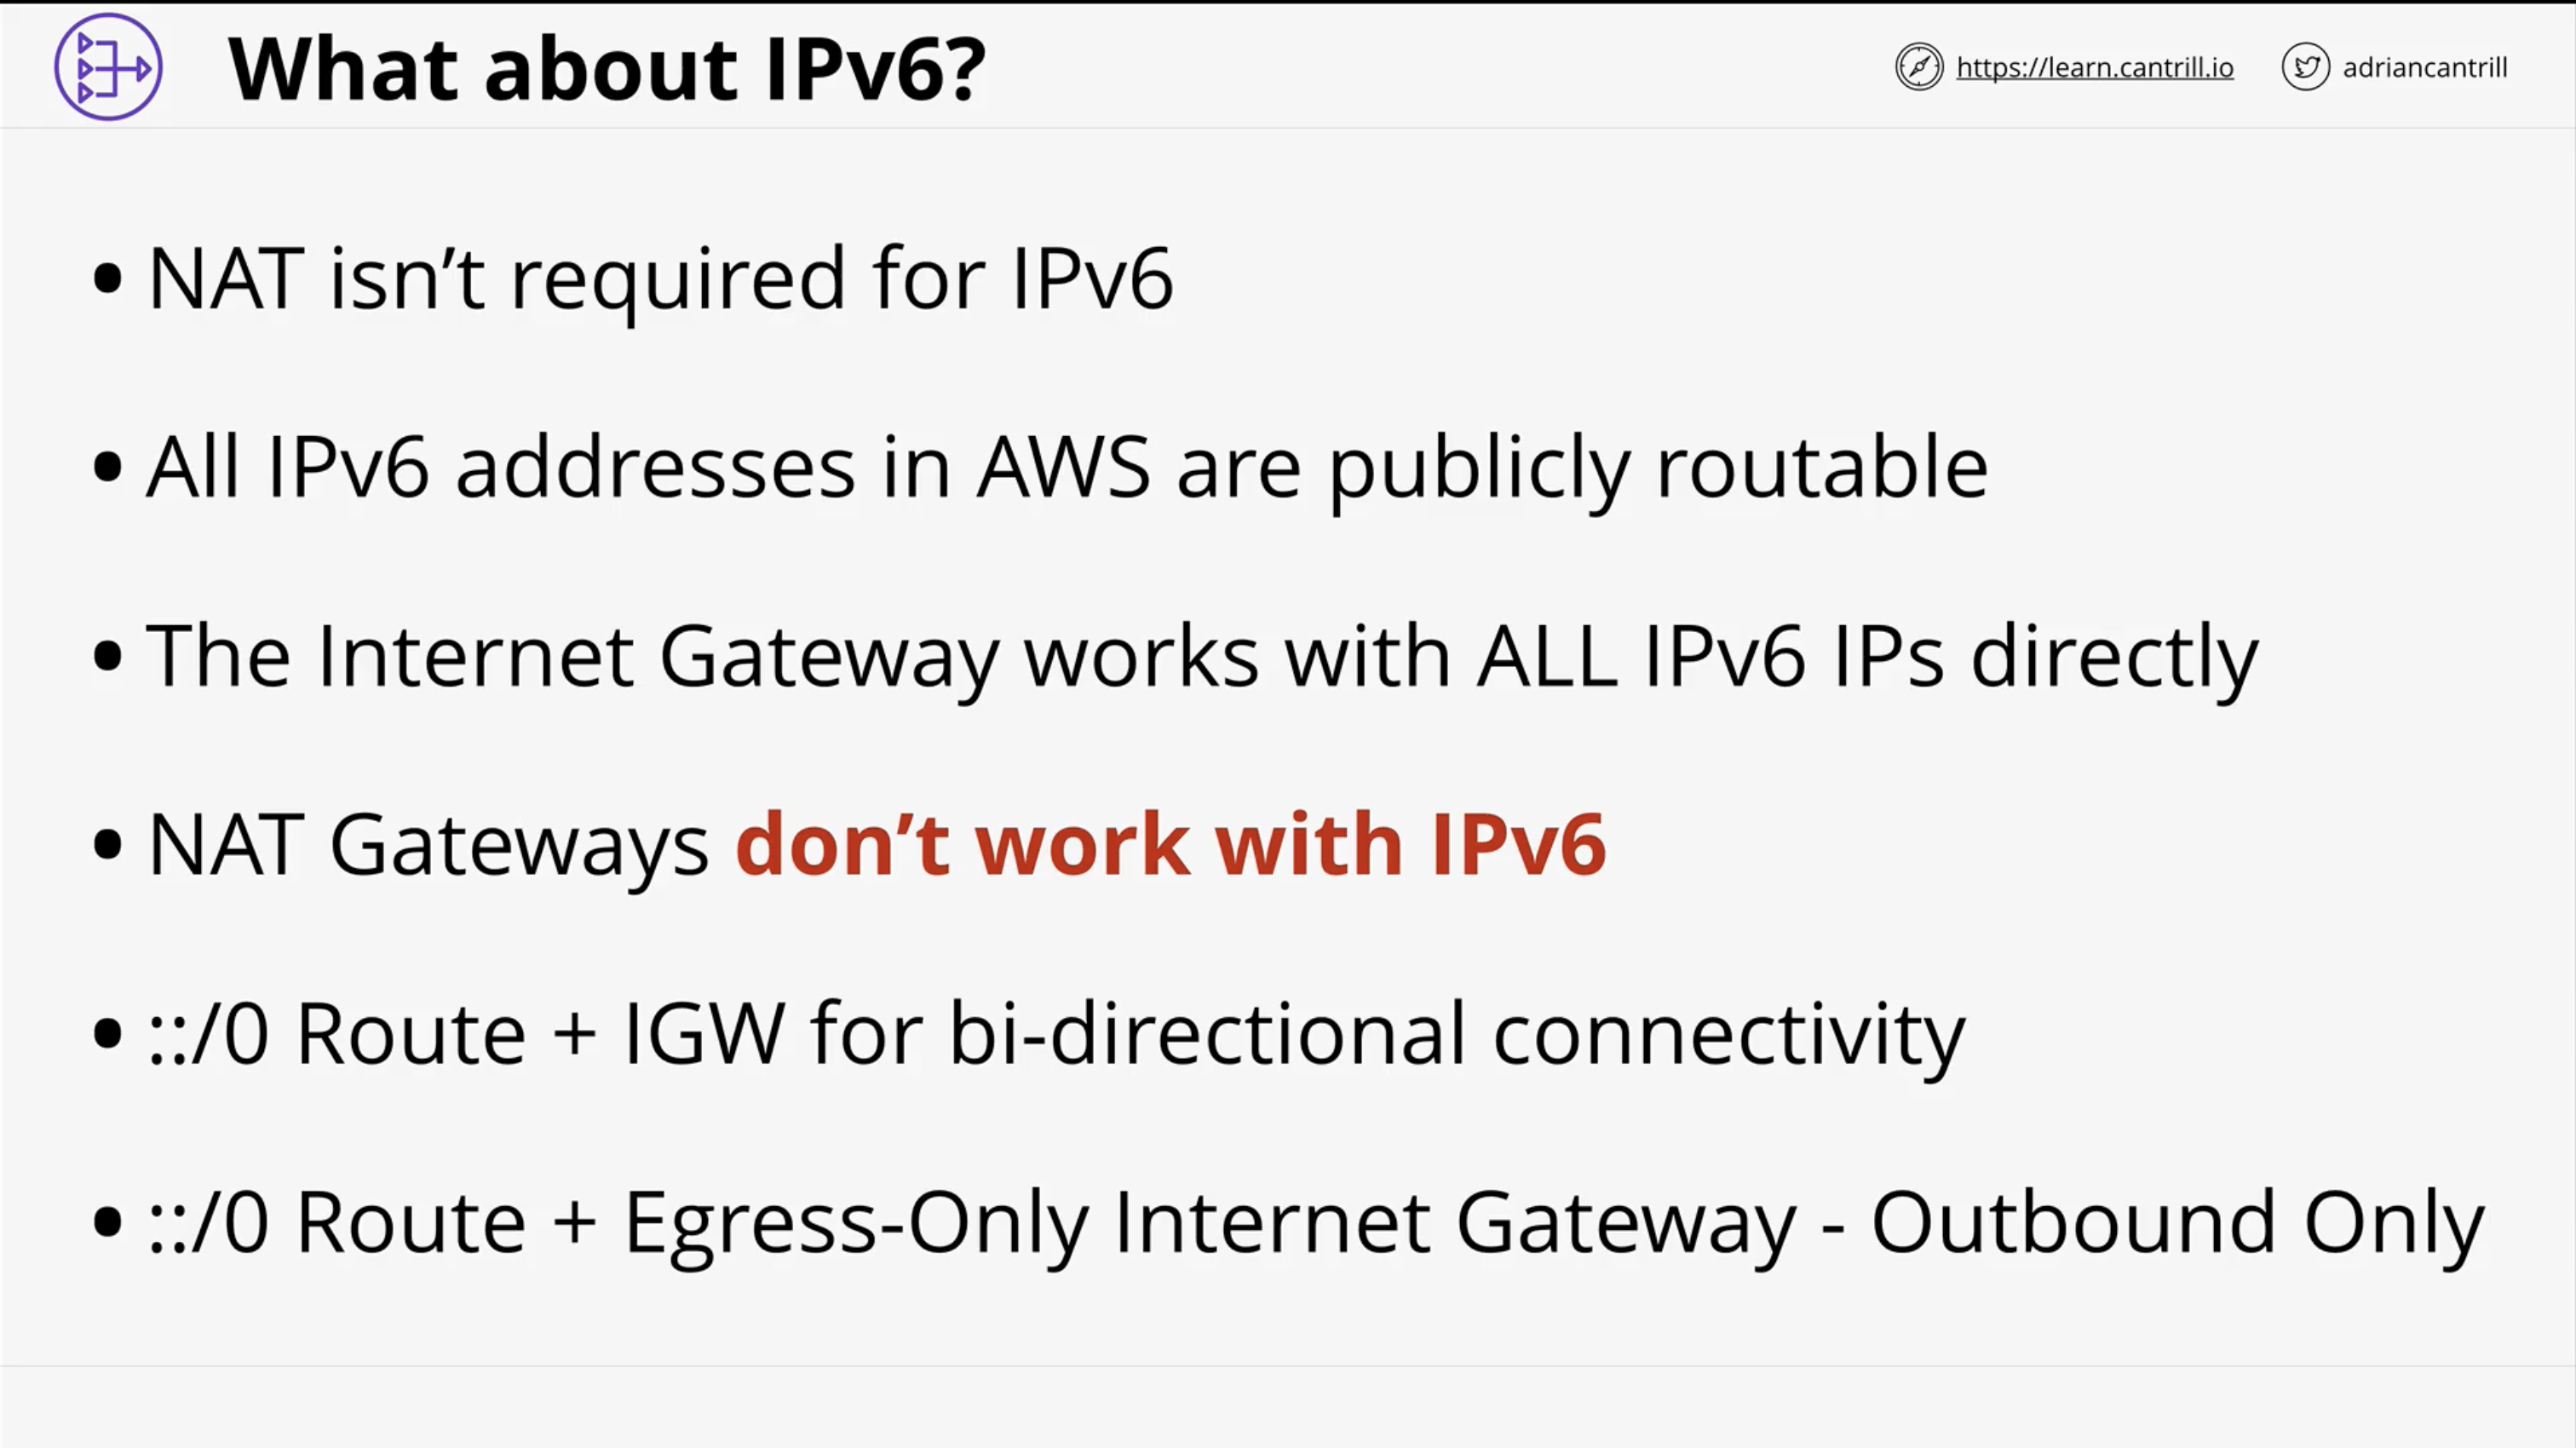 What about IPv6?
https://learn.cantrill.io
adriancantrill
• NAT isn’t required for IPv6
• All IPv6 addresses in AWS are publicly routable
• The Internet Gateway works with ALL IPv6 IPs directly
• NAT Gateways don’t work with IPv6
• ::/0 Route + IGW for bi-directional connectivity
• ::/0 Route + Egress-Only Internet Gateway - Outbound Only